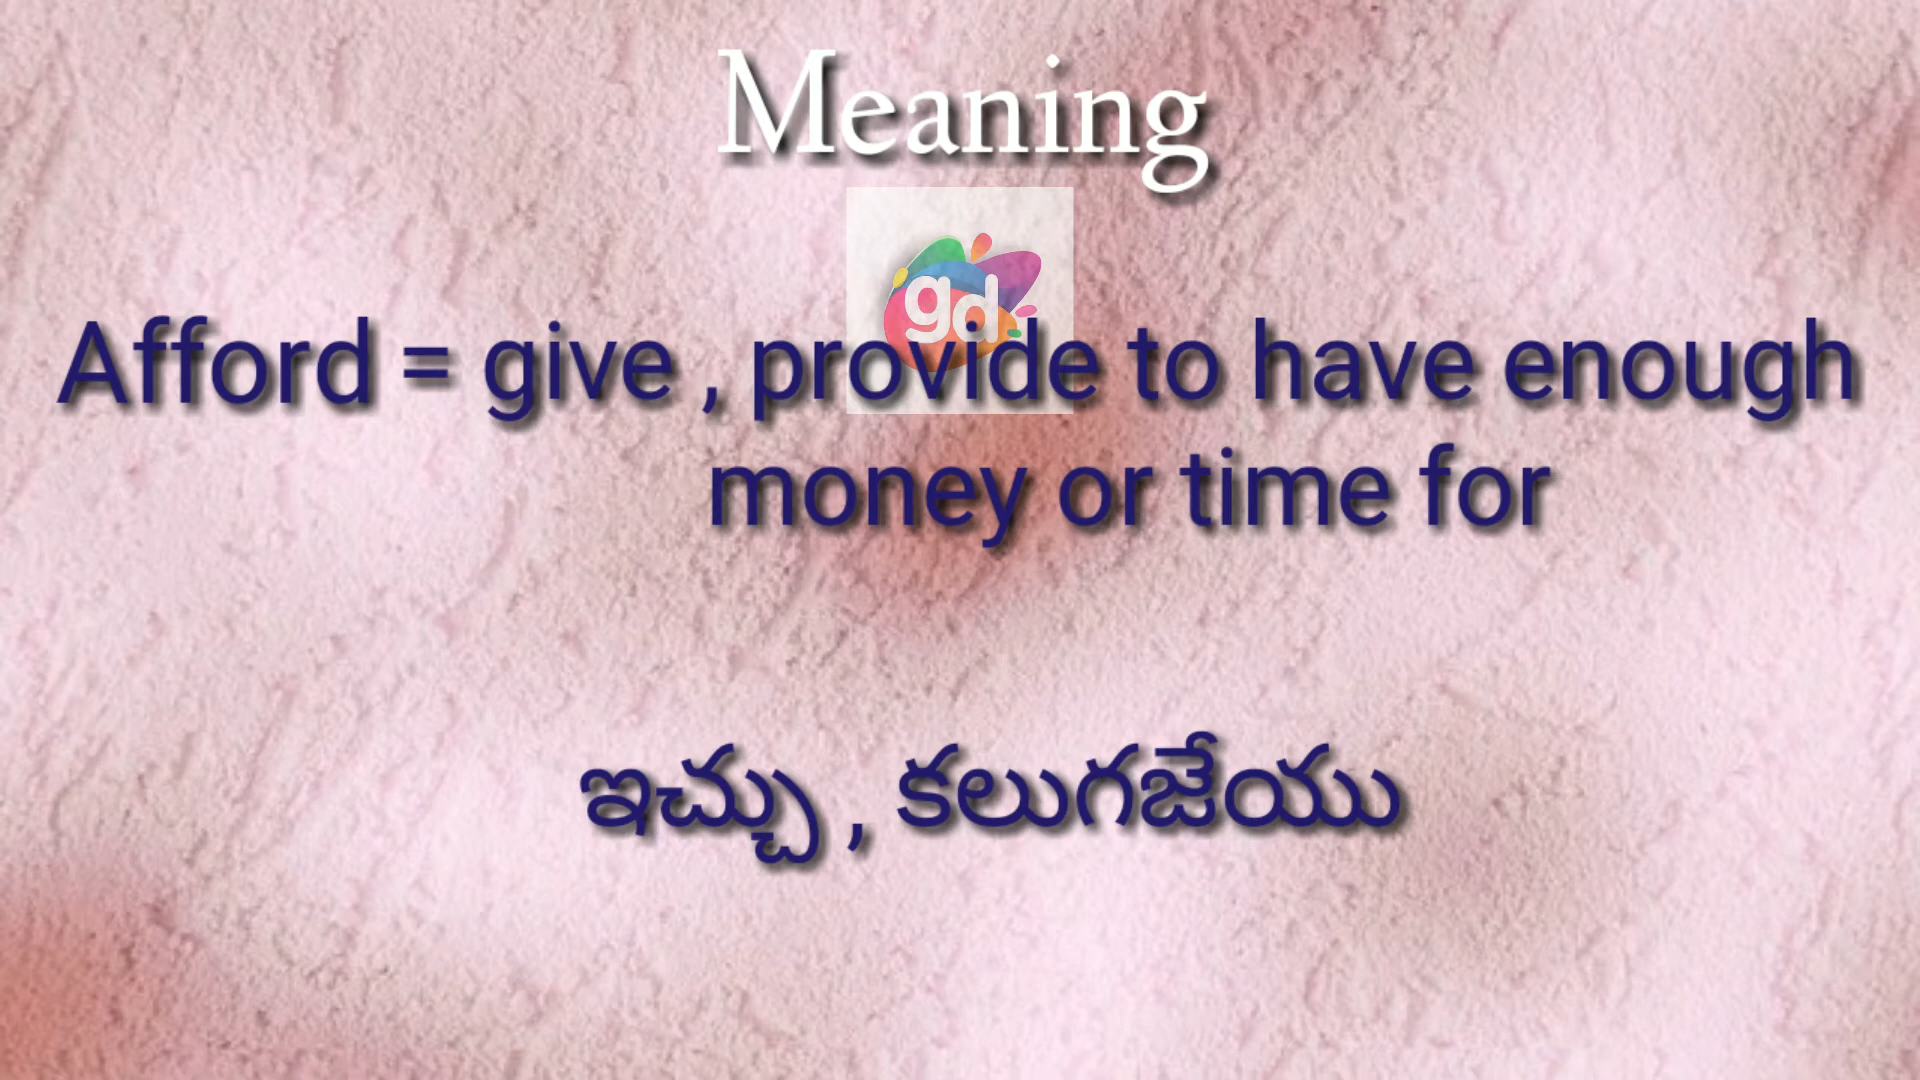 Meaning
gd
Afford = give , provide to have enough
money or time for
ఇచ్చు , కలుగజేయు